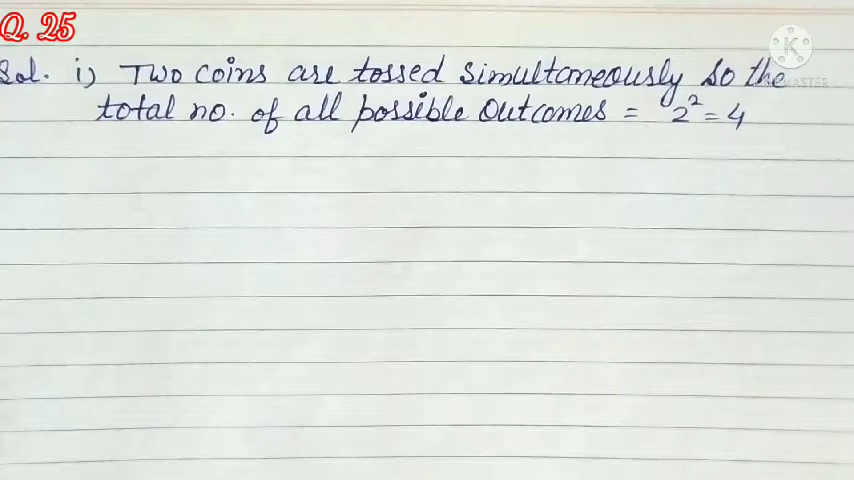 Q. 25
Sol. i) Two coins are tossed simultaneously so the
total no. of all possible outcomes = 2² = 4
K